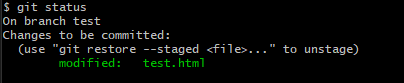 $ git status
On branch test
Changes to be committed:
  (use "git restore --staged <file>..." to unstage)
        modified:   test.html